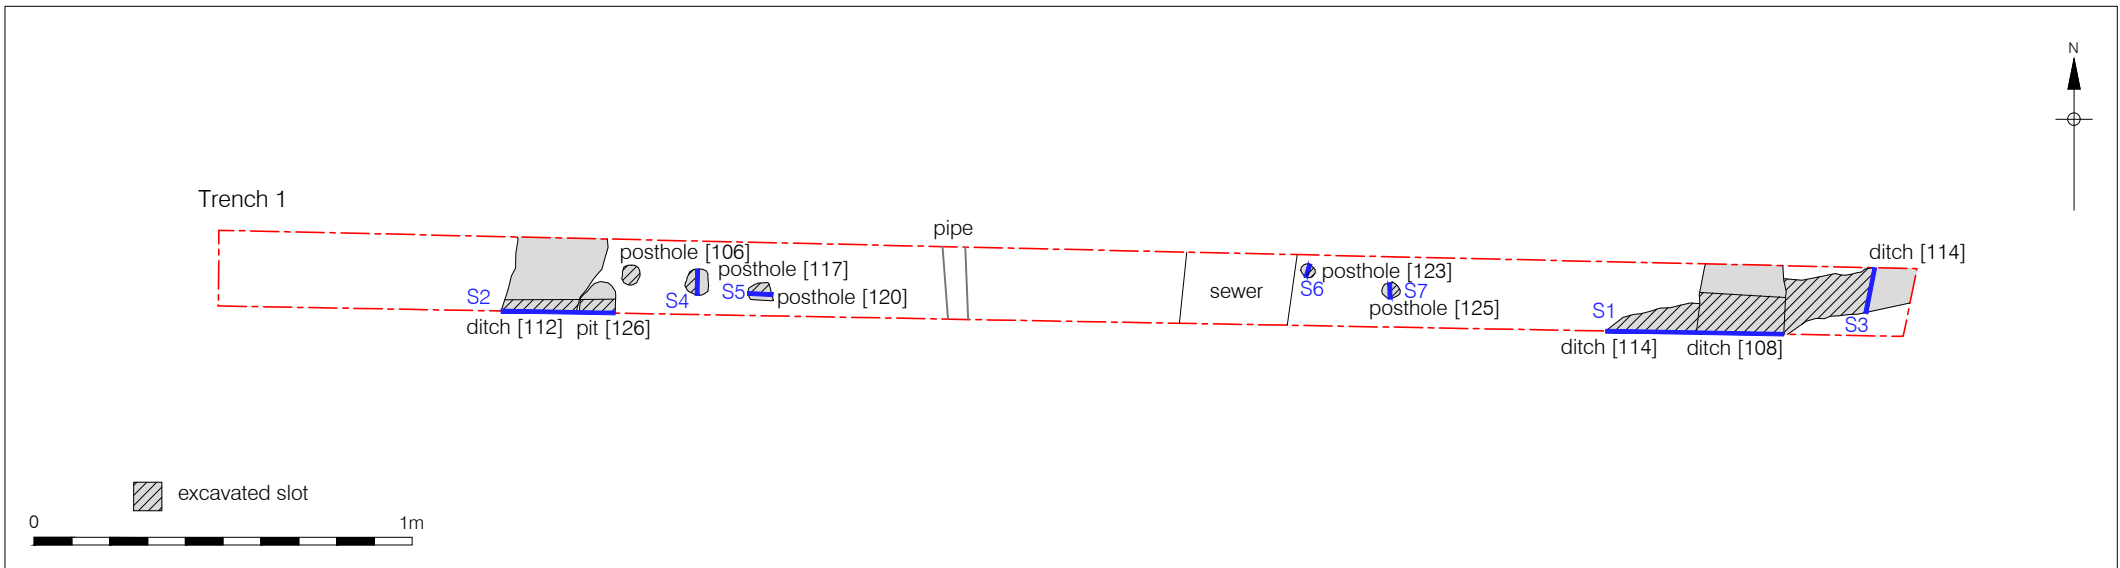 N
Trench 1
pipe
posthole [106]
ditch [114]
posthole [117]
posthole [123]
sewer
S2
S4
S5
posthole [120]
S6
S7
posthole [125]
S1
S3
ditch [112]
pit [126]
ditch [114]
ditch [108]
excavated slot
0
1m